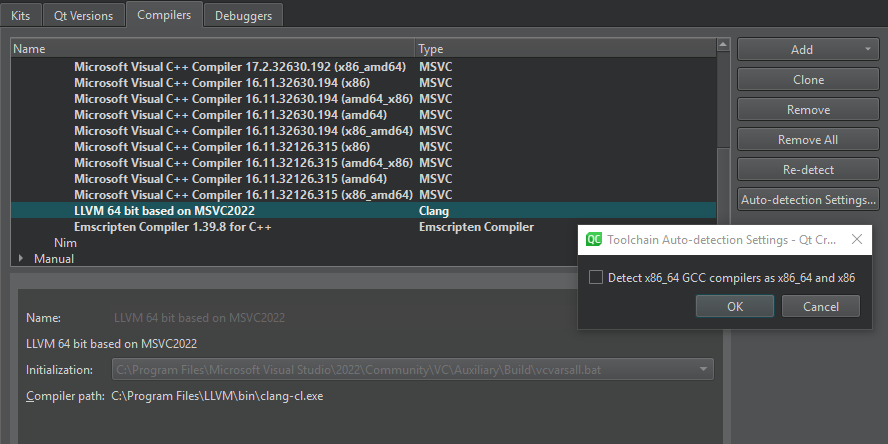 Kits
Qt Versions
Compilers
Debuggers
Name
Type
Microsoft Visual C++ Compiler 17.2.32630.192 (x86_amd64) MSVC
Microsoft Visual C++ Compiler 16.11.32630.194 (x86) MSVC
Microsoft Visual C++ Compiler 16.11.32630.194 (amd64_x86) MSVC
Microsoft Visual C++ Compiler 16.11.32630.194 (amd64) MSVC
Microsoft Visual C++ Compiler 16.11.32630.194 (x86_amd64) MSVC
Microsoft Visual C++ Compiler 16.11.32126.315 (x86) MSVC
Microsoft Visual C++ Compiler 16.11.32126.315 (amd64_x86) MSVC
Microsoft Visual C++ Compiler 16.11.32126.315 (amd64) MSVC
Microsoft Visual C++ Compiler 16.11.32126.315 (x86_amd64) MSVC
LLVM 64 bit based on MSVC2022 Clang
Emscripten Compiler 1.39.8 for C++ Emscripten Compiler
Nim
Manual
Add
Clone
Remove
Remove All
Re-detect
Auto-detection Settings...
QC Toolchain Auto-detection Settings - Qt Cr...
Detect x86_64 GCC compilers as x86_64 and x86
OK
Cancel
Name: LLVM 64 bit based on MSVC2022
LLVM 64 bit based on MSVC2022
Initialization: C:\Program Files\Microsoft Visual Studio\2022\Community\VC\Auxiliary\Build\vcvarsall.bat
Compiler path: C:\Program Files\LLVM\bin\clang-cl.exe